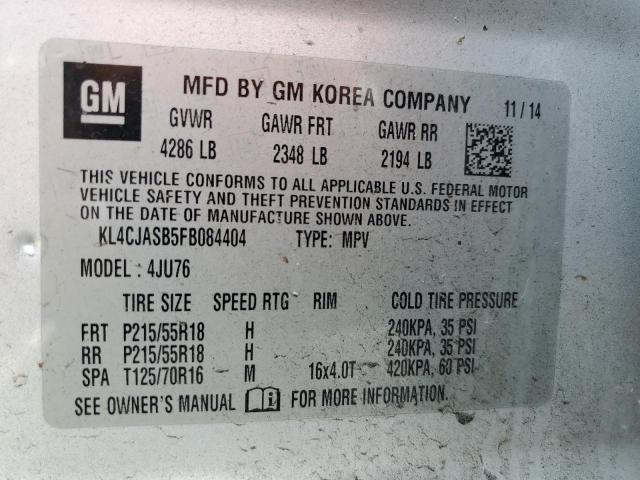 GM MFD BY GM KOREA COMPANY 11/14
GVWR GAWR FRT GAWR RR
4286 LB 2348 LB 2194 LB
THIS VEHICLE CONFORMS TO ALL APPLICABLE U.S. FEDERAL MOTOR
VEHICLE SAFETY AND THEFT PREVENTION STANDARDS IN EFFECT
ON THE DATE OF MANUFACTURE SHOWN ABOVE.
KL4CJASB5FB084404 TYPE: MPV
MODEL : 4JU76
TIRE SIZE SPEED RTG RIM COLD TIRE PRESSURE
FRT P215/55R18 H 240KPA, 35 PSI
RR P215/55R18 H 240KPA, 35 PSI
SPA T125/70R16 M 16x4.0T 420KPA, 60 PSI
SEE OWNER'S MANUAL FOR MORE INFORMATION.